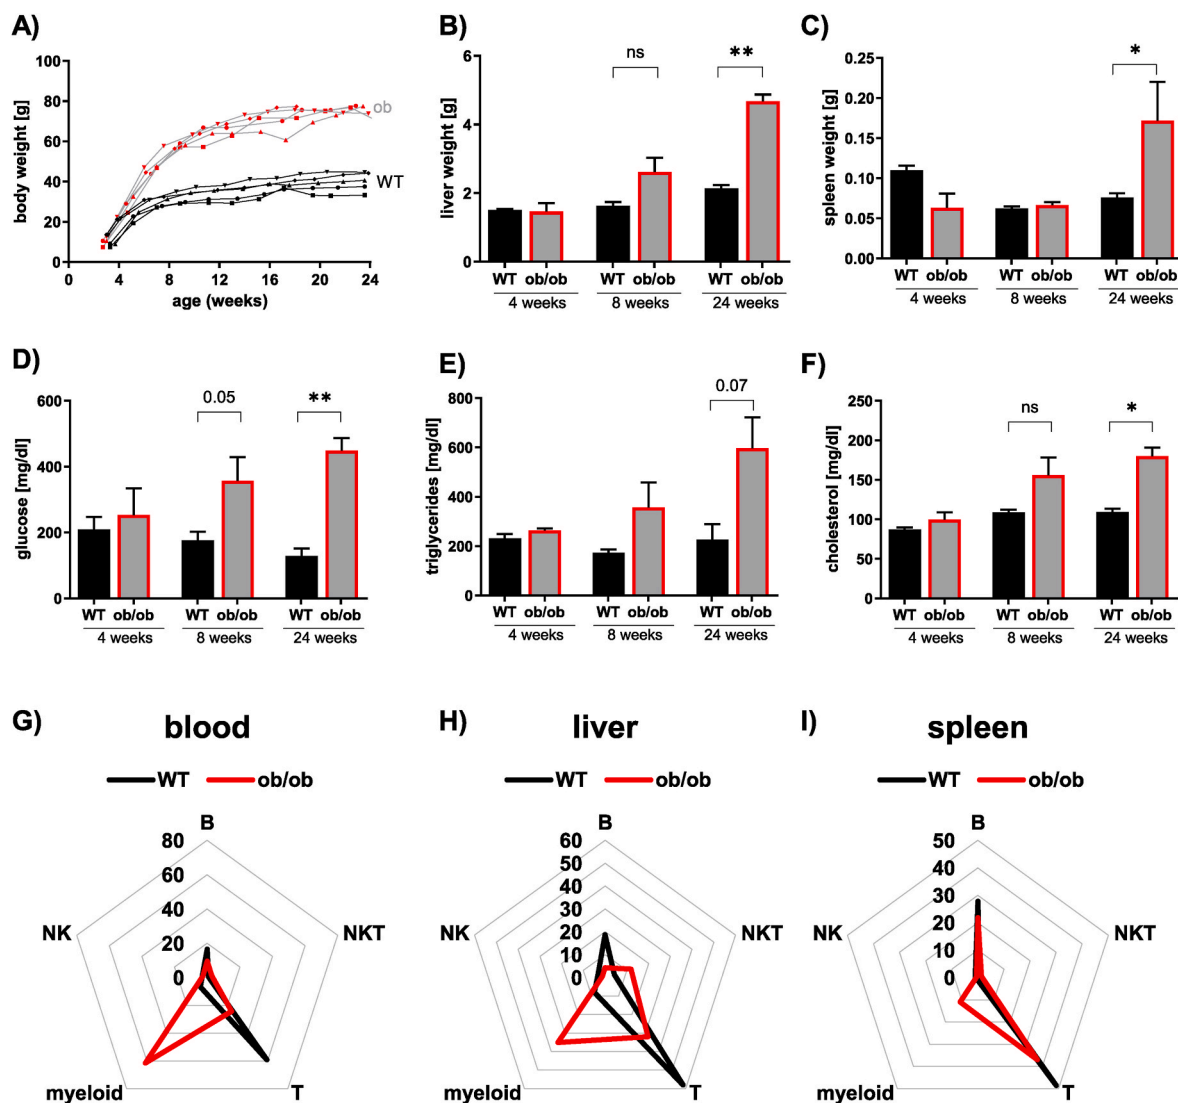 A)
body weight [g]
100
80
60
40
20
0
ob
WT
0 4 8 12 16 20 24
age (weeks)
B)
liver weight [g]
6
4
2
0
ns
**
WT ob/ob WT ob/ob WT ob/ob
4 weeks 8 weeks 24 weeks
C)
spleen weight [g]
0.25
0.20
0.15
0.10
0.05
0.00
*
WT ob/ob WT ob/ob WT ob/ob
4 weeks 8 weeks 24 weeks
D)
glucose [mg/dl]
600
400
200
0
0.05
**
WT ob/ob WT ob/ob WT ob/ob
4 weeks 8 weeks 24 weeks
E)
triglycerides [mg/dl]
800
600
400
200
0
0.07
WT ob/ob WT ob/ob WT ob/ob
4 weeks 8 weeks 24 weeks
F)
cholesterol [mg/dl]
250
200
150
100
50
0
ns
*
WT ob/ob WT ob/ob WT ob/ob
4 weeks 8 weeks 24 weeks
G) blood
WT ob/ob
B
80
60
40
20
0
NK
NKT
myeloid
T
H) liver
WT ob/ob
B
60
50
40
30
20
10
0
NK
NKT
myeloid
T
I) spleen
WT ob/ob
B
50
40
30
20
10
0
NK
NKT
myeloid
T